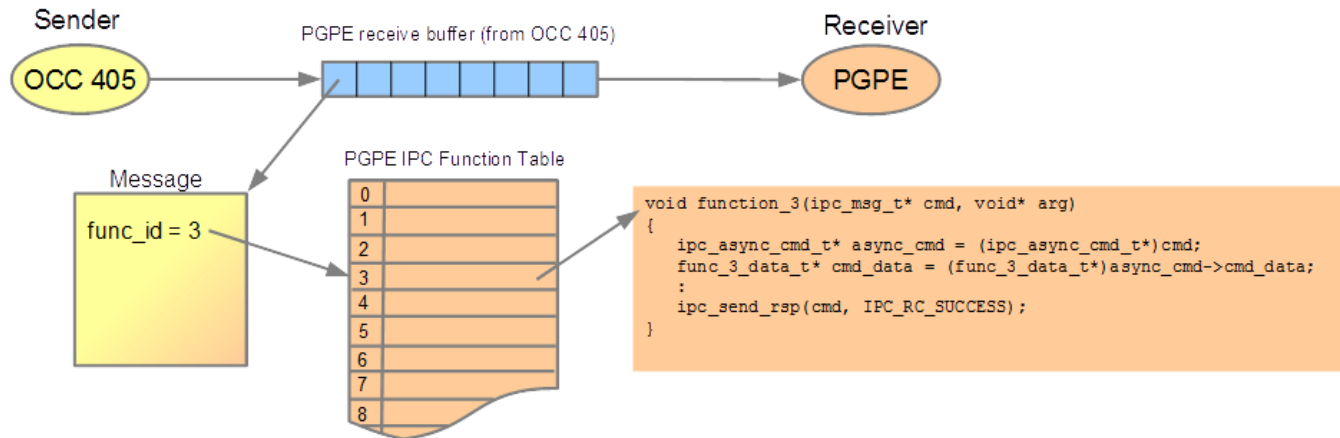 Sender
PGPE receive buffer (from OCC 405)
Receiver
OCC 405
PGPE
PGPE IPC Function Table
Message
func_id = 3
0
1
2
3
4
5
6
7
8
void function_3(ipc_msg_t* cmd, void* arg)
{
ipc_async_cmd_t* async_cmd = (ipc_async_cmd_t*)cmd;
func_3_data_t* cmd_data = (func_3_data_t*)async_cmd->cmd_data;
:
ipc_send_rsp(cmd, IPC_RC_SUCCESS);
}